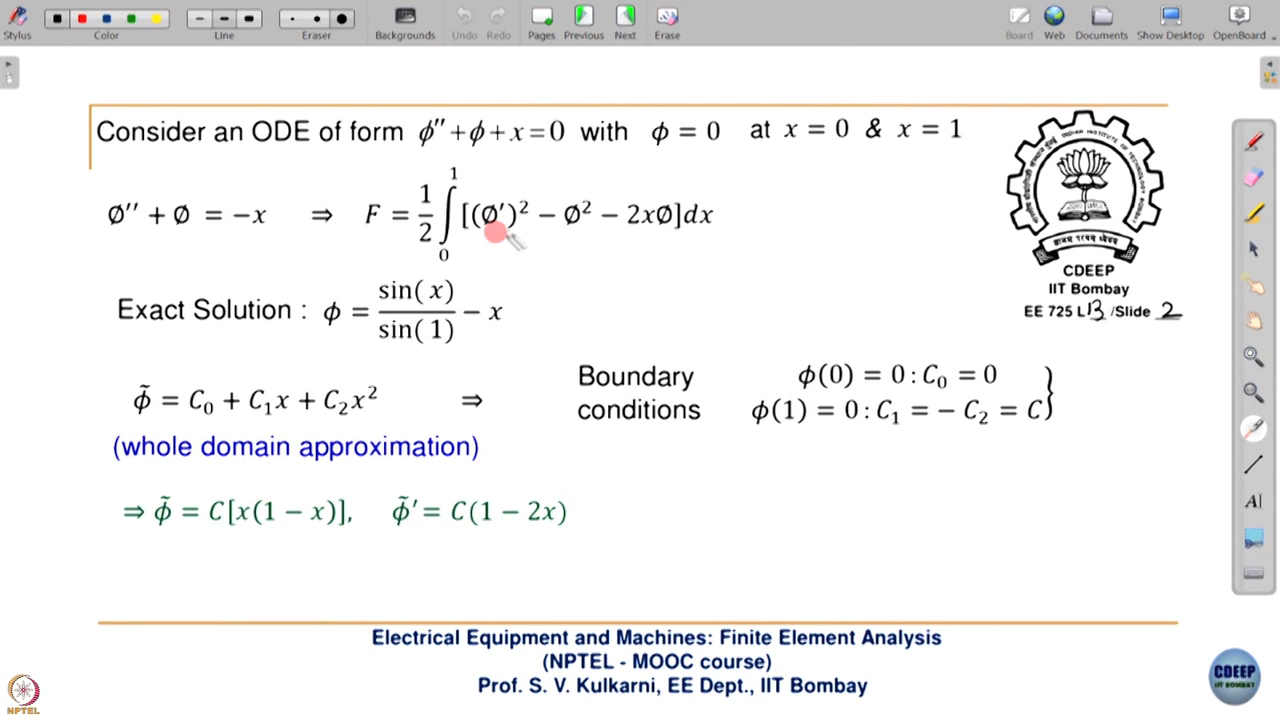 Stylus Color Line Eraser Backgrounds Undo Redo Pages Previous Next Erase Board Web Documents Show Desktop OpenBoard
Consider an ODE of form ϕ″+ϕ+x=0 with ϕ = 0 at x = 0 & x = 1
Ø′′ + Ø = −x ⇒ F = 1/2 ∫₀¹ [(Ø′)² − Ø² − 2xØ]dx
Exact Solution : ϕ = sin(x)/sin(1) − x
CDEEP
IIT Bombay
EE 725 L13 /Slide 2
ϕ̃ = C₀ + C₁x + C₂x² ⇒ Boundary conditions
ϕ(0) = 0 : C₀ = 0
ϕ(1) = 0 : C₁ = − C₂ = C
(whole domain approximation)
⇒ ϕ̃ = C[x(1 − x)], ϕ̃′ = C(1 − 2x)
Electrical Equipment and Machines: Finite Element Analysis
(NPTEL - MOOC course)
Prof. S. V. Kulkarni, EE Dept., IIT Bombay
NPTEL
CDEEP
IIT BOMBAY
AI